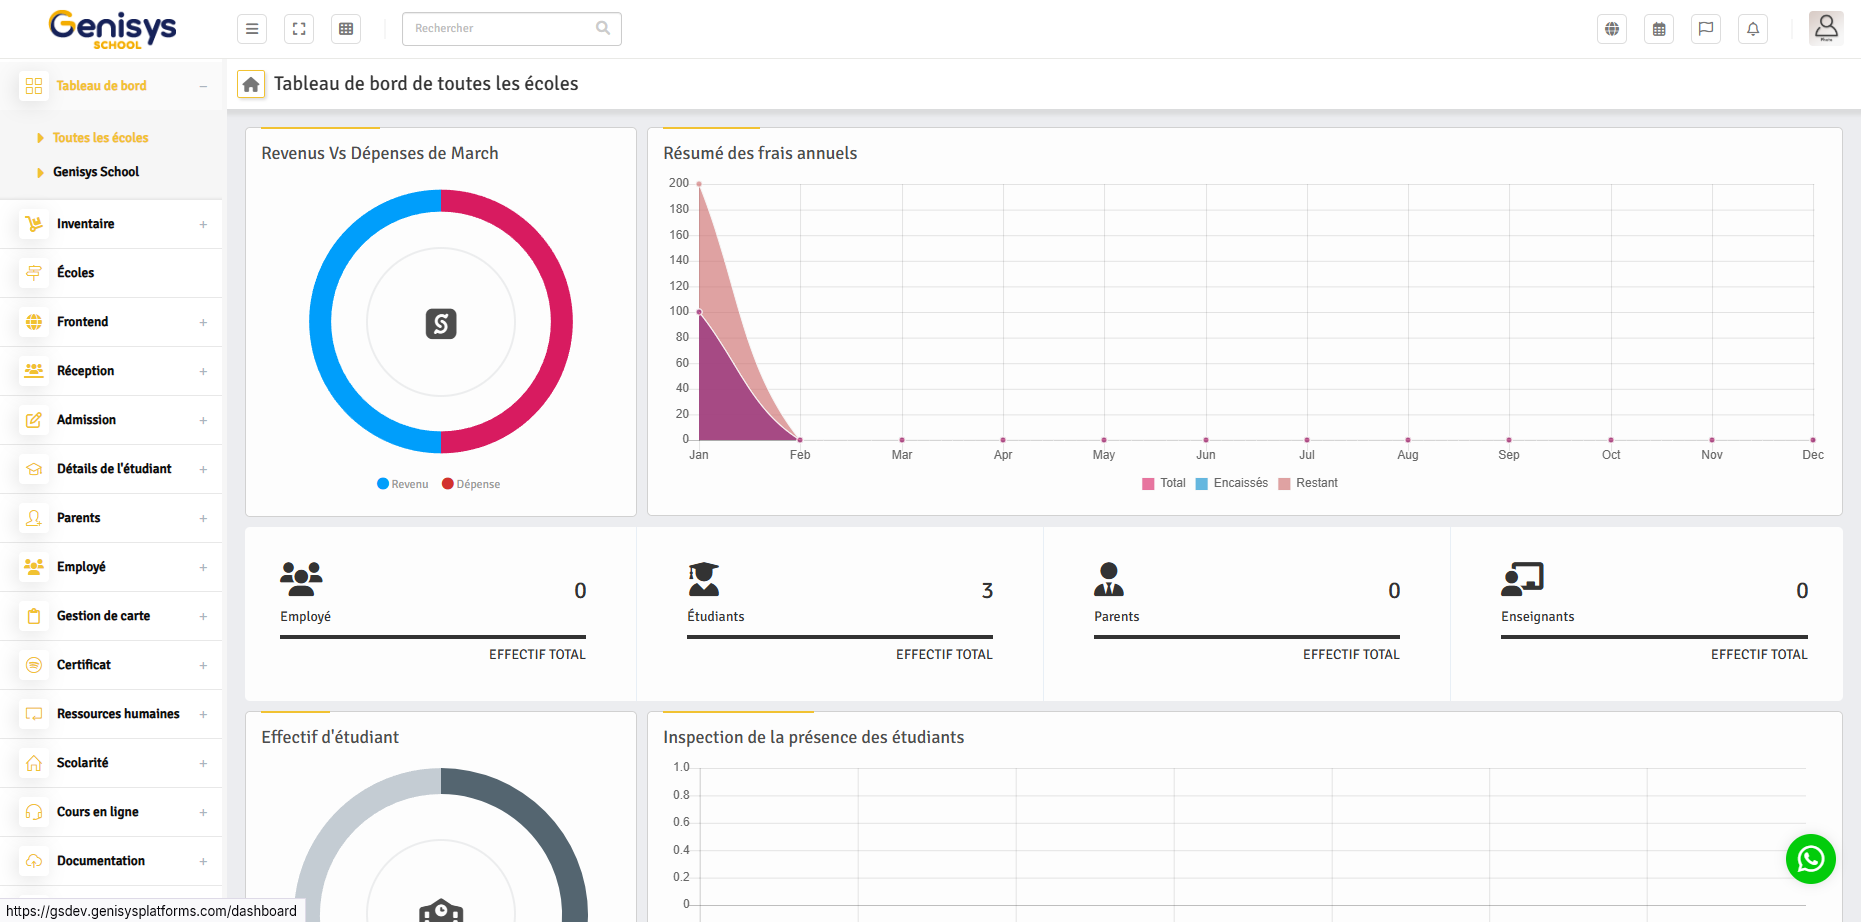 Genisys
SCHOOL
Rechercher
Tableau de bord
Toutes les écoles
Genisys School
Inventaire
Écoles
Frontend
Réception
Admission
Détails de l'étudiant
Parents
Employé
Gestion de carte
Certificat
Ressources humaines
Scolarité
Cours en ligne
Documentation
https://gsdev.genisysplatforms.com/dashboard
Tableau de bord de toutes les écoles
Revenus Vs Dépenses de March
Revenu Dépense
Résumé des frais annuels
200
180
160
140
120
100
80
60
40
20
0
Jan Feb Mar Apr May Jun Jul Aug Sep Oct Nov Dec
Total Encaissés Restant
0
Employé
EFFECTIF TOTAL
3
Étudiants
EFFECTIF TOTAL
0
Parents
EFFECTIF TOTAL
0
Enseignants
EFFECTIF TOTAL
Effectif d'étudiant
Inspection de la présence des étudiants
1.0
0.8
0.6
0.4
0.2
0